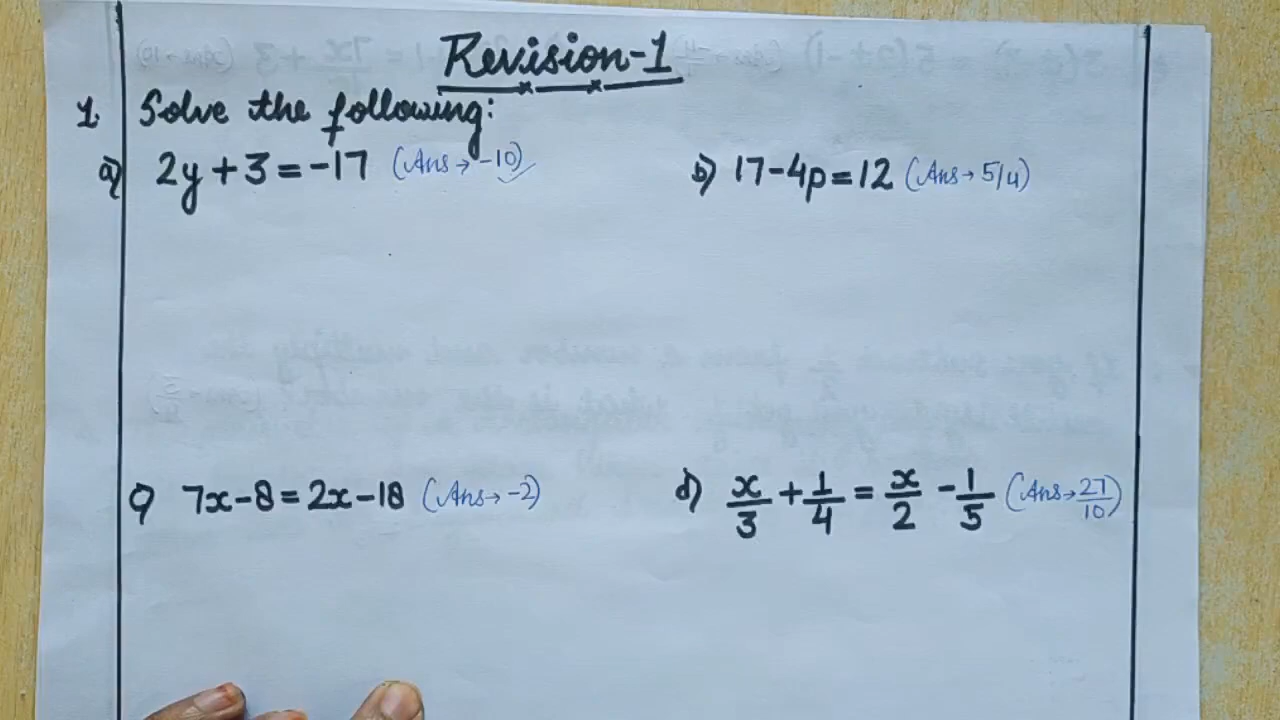 Revision-1
1. Solve the following:
a) 2y + 3 = -17 (Ans → -10)
b) 17 - 4p = 12 (Ans → 5/4)
c) 7x - 8 = 2x - 18 (Ans → -2)
d) x/3 + 1/4 = x/2 - 1/5 (Ans → 27/10)